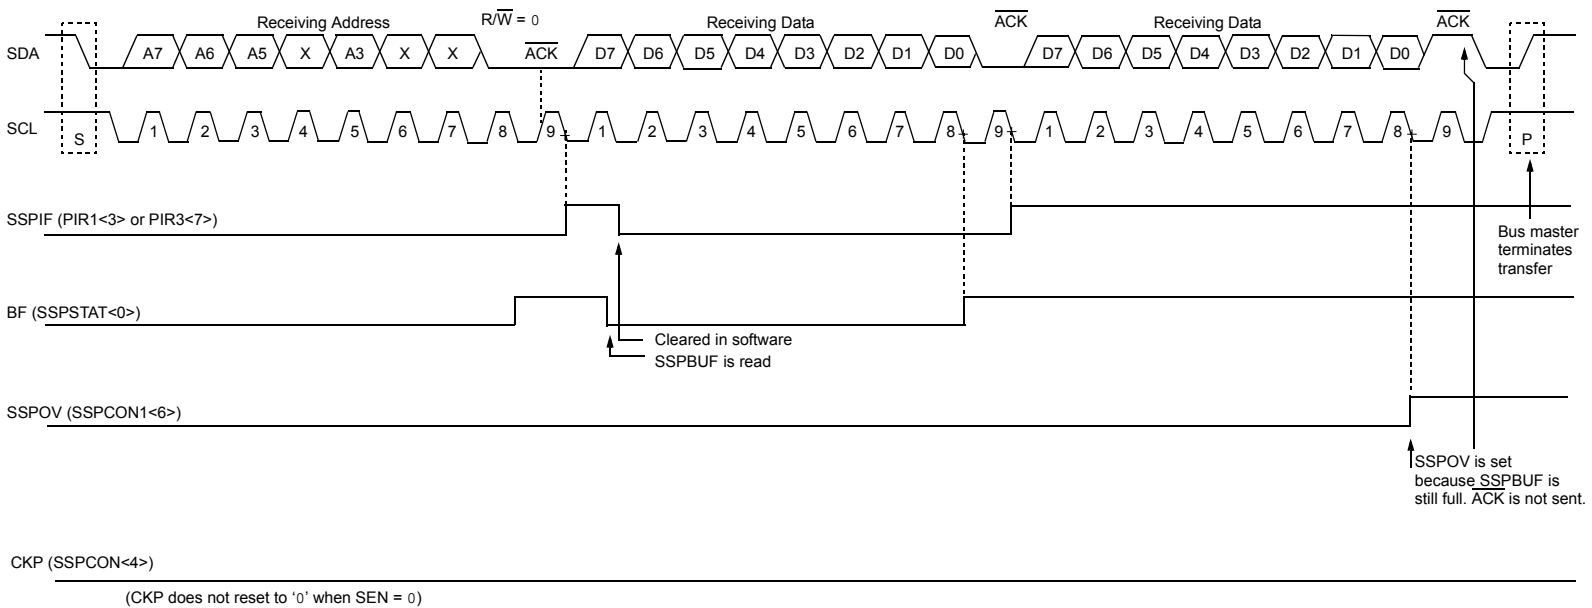 Receiving Address R/W = 0 Receiving Data ACK Receiving Data ACK
SDA A7 A6 A5 X A3 X X ACK D7 D6 D5 D4 D3 D2 D1 D0 D7 D6 D5 D4 D3 D2 D1 D0
SCL S 1 2 3 4 5 6 7 8 9 1 2 3 4 5 6 7 8 9 1 2 3 4 5 6 7 8 9 P
SSPIF (PIR1<3> or PIR3<7>)
Bus master
terminates
transfer
BF (SSPSTAT<0>)
Cleared in software
SSPBUF is read
SSPOV (SSPCON1<6>)
SSPOV is set
because SSPBUF is
still full. ACK is not sent.
CKP (SSPCON<4>)
(CKP does not reset to ‘0’ when SEN = 0)